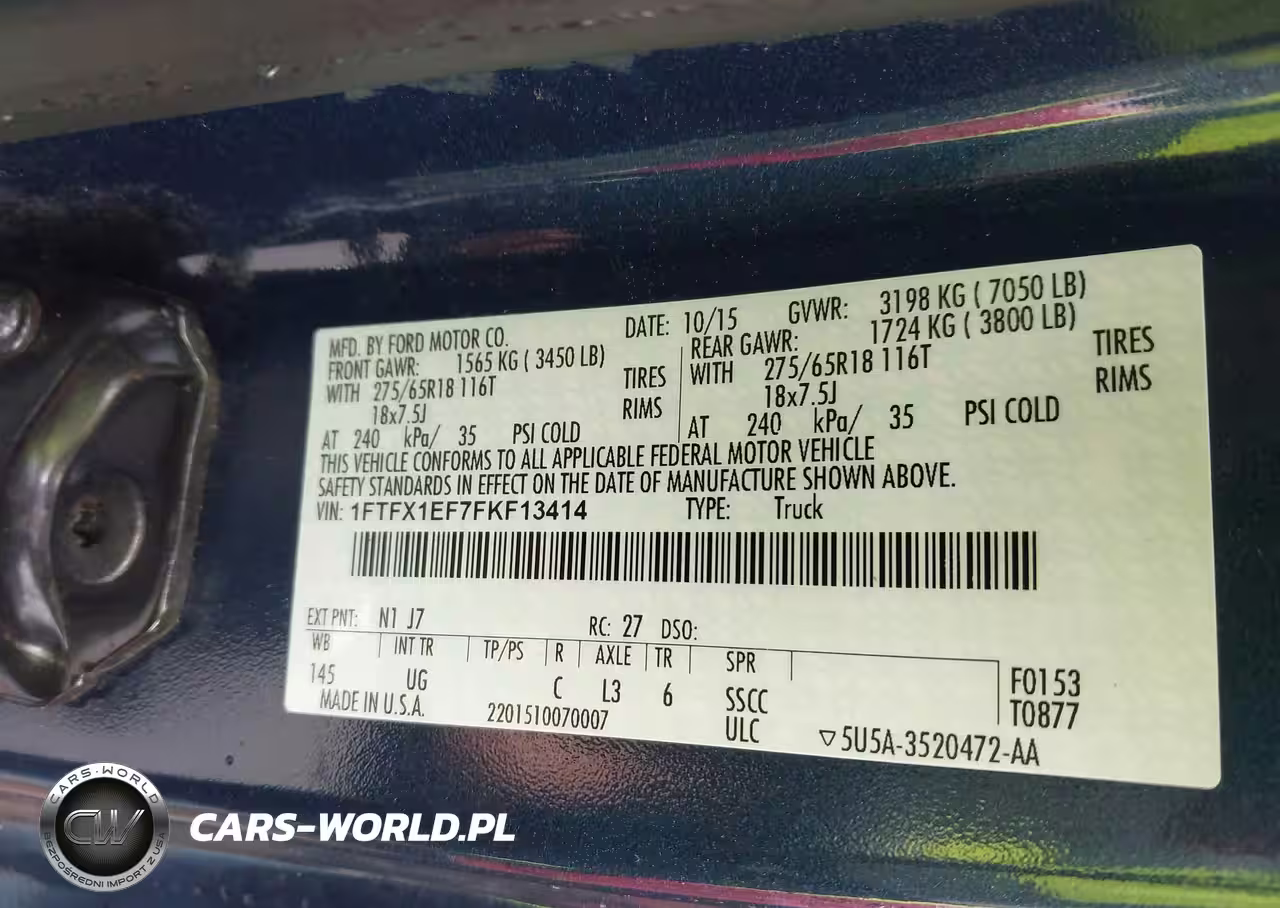 MFD. BY FORD MOTOR CO. DATE: 10/15 GVWR: 3198 KG ( 7050 LB)
FRONT GAWR: 1565 KG ( 3450 LB) REAR GAWR: 1724 KG ( 3800 LB)
WITH 275/65R18 116T TIRES WITH 275/65R18 116T TIRES
18x7.5J RIMS 18x7.5J RIMS
AT 240 kPa/ 35 PSI COLD AT 240 kPa/ 35 PSI COLD
THIS VEHICLE CONFORMS TO ALL APPLICABLE FEDERAL MOTOR VEHICLE
SAFETY STANDARDS IN EFFECT ON THE DATE OF MANUFACTURE SHOWN ABOVE.
VIN: 1FTFX1EF7FKF13414 TYPE: Truck
EXT PNT: N1 J7 RC: 27 DSO:
WB INT TR TP/PS R AXLE TR SPR
145 UG C L3 6 SSCC F0153
MADE IN U.S.A. 2201510070007 ULC T0877
▽5U5A-3520472-AA
CARS-WORLD
CW
BEZPOŚREDNI IMPORT Z USA
CARS-WORLD.PL